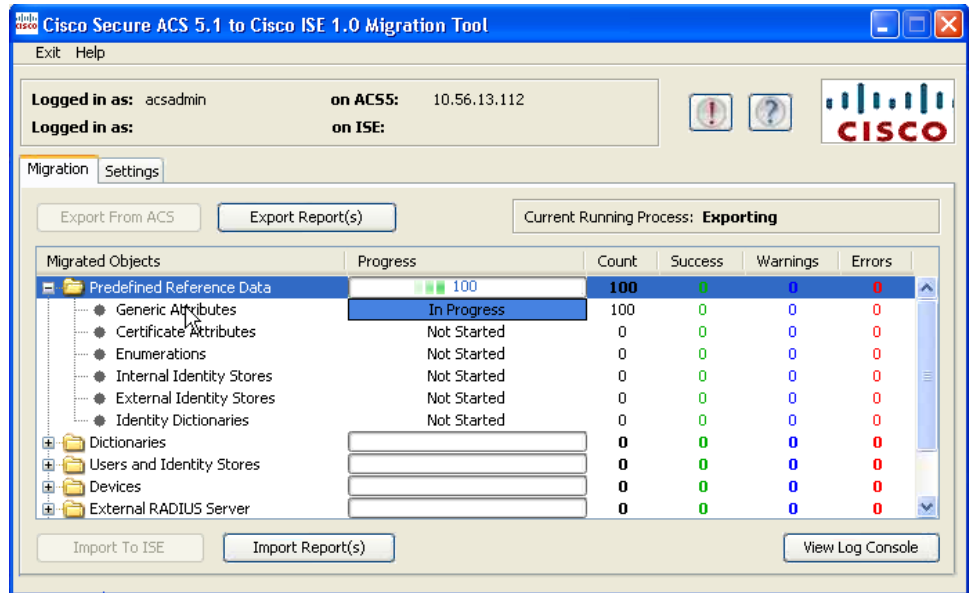 Cisco Secure ACS 5.1 to Cisco ISE 1.0 Migration Tool
Exit Help
Logged in as: acsadmin on ACS5: 10.56.13.112
Logged in as: on ISE:
CISCO
Migration Settings
Export From ACS Export Report(s) Current Running Process: Exporting
Migrated Objects Progress Count Success Warnings Errors
Predefined Reference Data 100 100 0 0 0
Generic Attributes In Progress 100 0 0 0
Certificate Attributes Not Started 0 0 0 0
Enumerations Not Started 0 0 0 0
Internal Identity Stores Not Started 0 0 0 0
External Identity Stores Not Started 0 0 0 0
Identity Dictionaries Not Started 0 0 0 0
Dictionaries 0 0 0 0
Users and Identity Stores 0 0 0 0
Devices 0 0 0 0
External RADIUS Server 0 0 0 0
Import To ISE Import Report(s) View Log Console